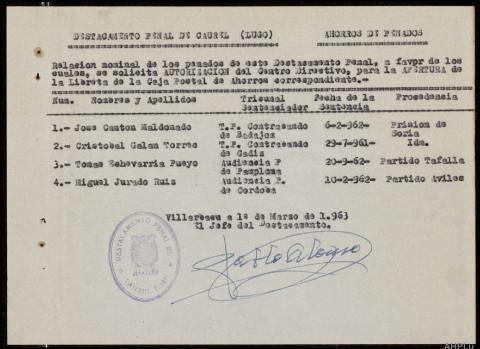 DESTACAMENTO PENAL DE CAUREL (LUGO) AHORROS DE PENADOS
Relacion nominal de los penados de este Destacamento Penal, a favor de los
cuales, se solicita AUTORIZACION del Centro Directivo, para la APERTURA de
la Libreta de la Caja Postal de Ahorros correspondiente.-
Num. Nombres y Apellidos Tribunal Fecha de la Procedencia
Sentenciador Sentencia
1.- Jose Canton Maldonado T.P. Contrabando 6-2-962- Prision de
de Badajoz Soria
2.- Cristobal Galan Torres T.P. Contrabando 29-7-961- Idm.
de Cadiz
3.- Tomas Echevarria Pueyo Audiencia P 20-9-62- Partido Tafalla
de Pamplona
4.- Miguel Jurado Ruiz Audiencia P. 10-2-962- Partido Aviles
de Cordoba
Villarbacu a 1º de Marzo de 1.963
El Jefe del Destacamento.
DESTACAMENTO PENAL DE
JEFATURA
AHPLU